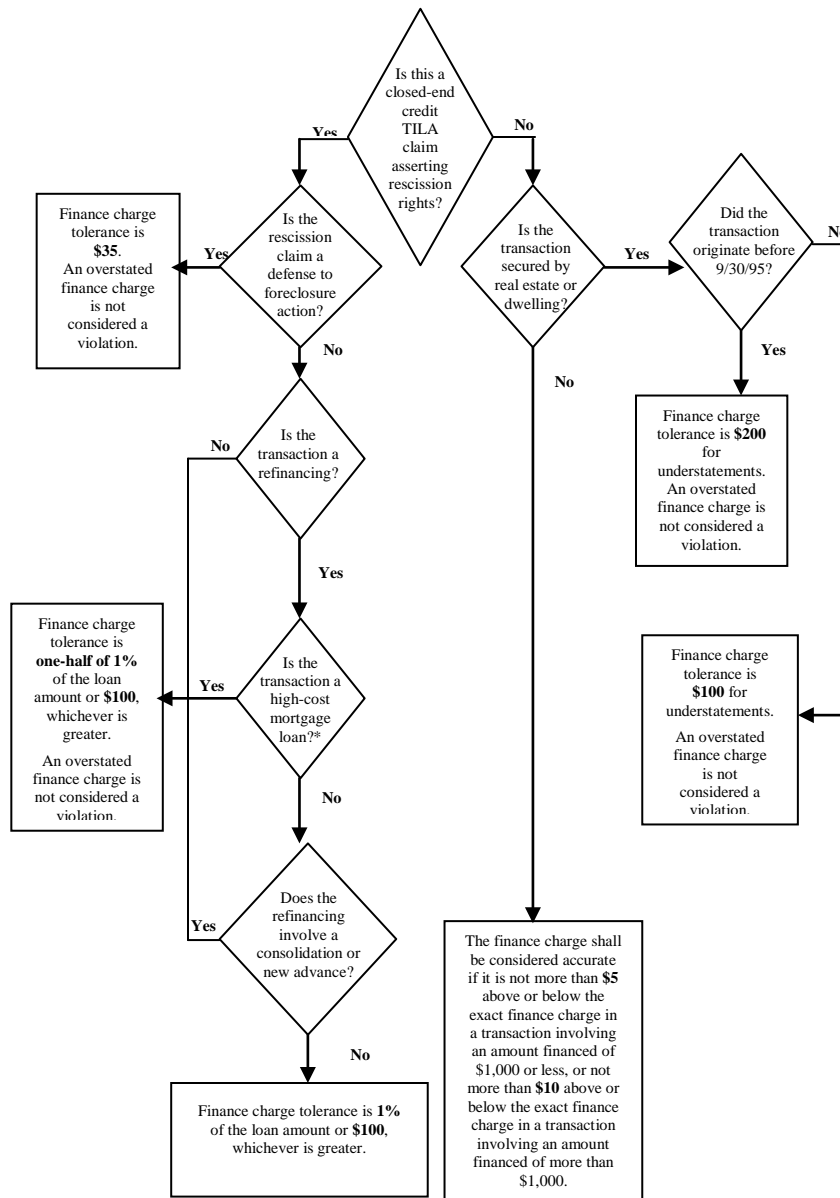 Is this a
closed-end
credit
TILA
claim
asserting
rescission
rights?
Yes
No
Finance charge
tolerance is
$35.
An overstated
finance charge
is not
considered a
violation.
Yes
Is the
rescission
claim a
defense to
foreclosure
action?
Is the
transaction
secured by
real estate or
dwelling?
Yes
Did the
transaction
originate before
9/30/95?
No
No
Yes
No
Finance charge
tolerance is $200
for
understatements.
An overstated
finance charge is
not considered a
violation.
No
Is the
transaction a
refinancing?
Yes
Finance charge
tolerance is
one-half of 1%
of the loan
amount or $100,
whichever is
greater.
An overstated
finance charge is
not considered a
violation.
Yes
Is the
transaction a
high-cost
mortgage
loan?*
Finance charge
tolerance is
$100 for
understatements.
An overstated
finance charge
is not
considered a
violation.
No
Yes
Does the
refinancing
involve a
consolidation or
new advance?
No
Finance charge tolerance is 1%
of the loan amount or $100,
whichever is greater.
The finance charge shall
be considered accurate
if it is not more than $5
above or below the
exact finance charge in
a transaction involving
an amount financed of
$1,000 or less, or not
more than $10 above or
below the exact finance
charge in a transaction
involving an amount
financed of more than
$1,000.